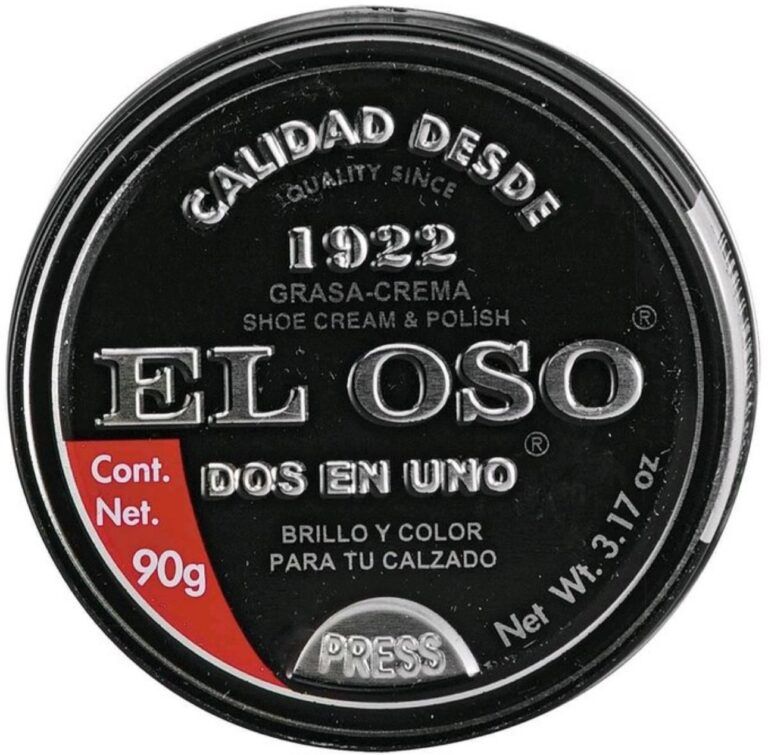 CALIDAD DESDE
QUALITY SINCE
1922
GRASA-CREMA
SHOE CREAM & POLISH
EL OSO ®
DOS EN UNO ®
BRILLO Y COLOR
PARA TU CALZADO
Cont.
Net.
90g
Net Wt. 3.17 oz
PRESS